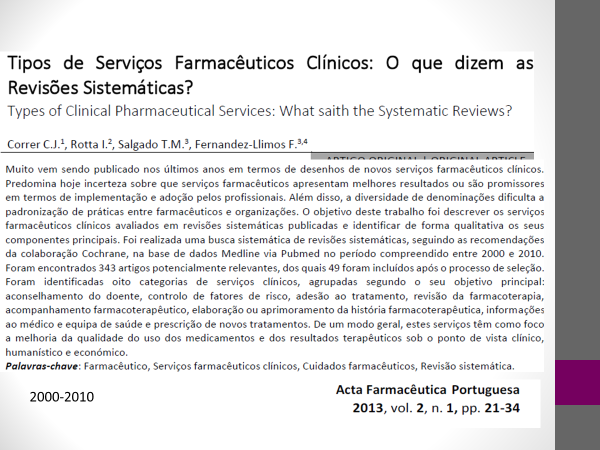 Tipos de Serviços Farmacêuticos Clínicos: O que dizem as
Revisões Sistemáticas?
Types of Clinical Pharmaceutical Services: What saith the Systematic Reviews?
Correr C.J.¹, Rotta I.², Salgado T.M.³, Fernandez-Llimos F.³,⁴
ARTIGO ORIGINAL | ORIGINAL ARTICLE
Muito vem sendo publicado nos últimos anos em termos de desenhos de novos serviços farmacêuticos clínicos.
Predomina hoje incerteza sobre que serviços farmacêuticos apresentam melhores resultados ou são promissores
em termos de implementação e adoção pelos profissionais. Além disso, a diversidade de denominações dificulta a
padronização de práticas entre farmacêuticos e organizações. O objetivo deste trabalho foi descrever os serviços
farmacêuticos clínicos avaliados em revisões sistemáticas publicadas e identificar de forma qualitativa os seus
componentes principais. Foi realizada uma busca sistemática de revisões sistemáticas, seguindo as recomendações
da colaboração Cochrane, na base de dados Medline via Pubmed no período compreendido entre 2000 e 2010.
Foram encontrados 343 artigos potencialmente relevantes, dos quais 49 foram incluídos após o processo de seleção.
Foram identificadas oito categorias de serviços clínicos, agrupadas segundo o seu objetivo principal:
aconselhamento do doente, controlo de fatores de risco, adesão ao tratamento, revisão da farmacoterapia,
acompanhamento farmacoterapêutico, elaboração ou aprimoramento da história farmacoterapêutica, informações
ao médico e equipa de saúde e prescrição de novos tratamentos. De um modo geral, estes serviços têm como foco
a melhoria da qualidade do uso dos medicamentos e dos resultados terapêuticos sob o ponto de vista clínico,
humanístico e económico.
Palavras-chave: Farmacêutico, Serviços farmacêuticos clínicos, Cuidados farmacêuticos, Revisão sistemática.
2000-2010
Acta Farmacêutica Portuguesa
2013, vol. 2, n. 1, pp. 21-34